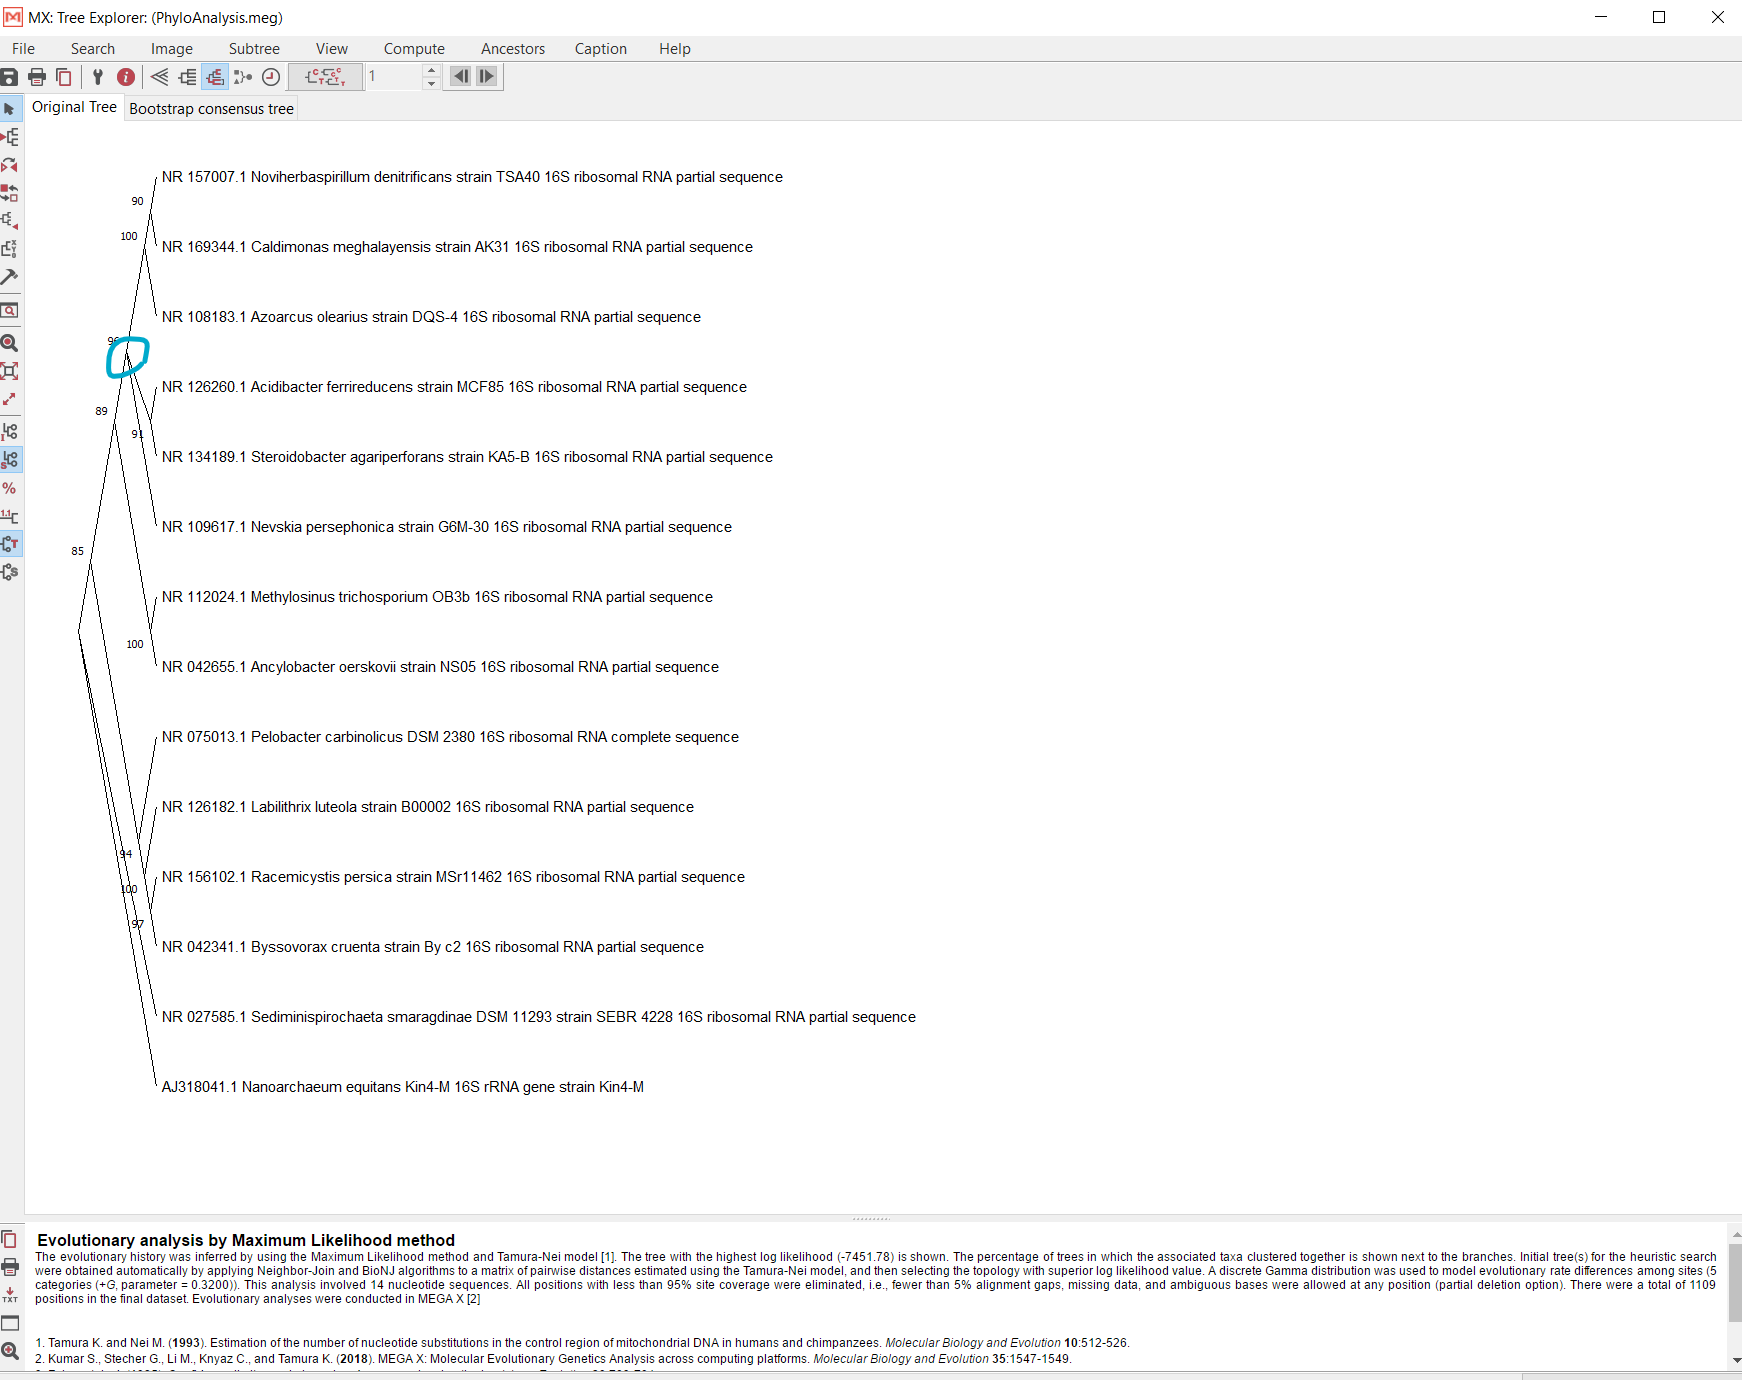 MX: Tree Explorer: (PhyloAnalysis.meg)
File Search Image Subtree View Compute Ancestors Caption Help
1
Original Tree Bootstrap consensus tree
NR 157007.1 Noviherbaspirillum denitrificans strain TSA40 16S ribosomal RNA partial sequence
90
100
NR 169344.1 Caldimonas meghalayensis strain AK31 16S ribosomal RNA partial sequence
NR 108183.1 Azoarcus olearius strain DQS-4 16S ribosomal RNA partial sequence
NR 126260.1 Acidibacter ferrireducens strain MCF85 16S ribosomal RNA partial sequence
89
91
NR 134189.1 Steroidobacter agariperforans strain KA5-B 16S ribosomal RNA partial sequence
NR 109617.1 Nevskia persephonica strain G6M-30 16S ribosomal RNA partial sequence
85
NR 112024.1 Methylosinus trichosporium OB3b 16S ribosomal RNA partial sequence
100
NR 042655.1 Ancylobacter oerskovii strain NS05 16S ribosomal RNA partial sequence
NR 075013.1 Pelobacter carbinolicus DSM 2380 16S ribosomal RNA complete sequence
NR 126182.1 Labilithrix luteola strain B00002 16S ribosomal RNA partial sequence
94
NR 156102.1 Racemicystis persica strain MSr11462 16S ribosomal RNA partial sequence
100
97
NR 042341.1 Byssovorax cruenta strain By c2 16S ribosomal RNA partial sequence
NR 027585.1 Sediminispirochaeta smaragdinae DSM 11293 strain SEBR 4228 16S ribosomal RNA partial sequence
AJ318041.1 Nanoarchaeum equitans Kin4-M 16S rRNA gene strain Kin4-M
Evolutionary analysis by Maximum Likelihood method
The evolutionary history was inferred by using the Maximum Likelihood method and Tamura-Nei model [1]. The tree with the highest log likelihood (-7451.78) is shown. The percentage of trees in which the associated taxa clustered together is shown next to the branches. Initial tree(s) for the heuristic search
were obtained automatically by applying Neighbor-Join and BioNJ algorithms to a matrix of pairwise distances estimated using the Tamura-Nei model, and then selecting the topology with superior log likelihood value. A discrete Gamma distribution was used to model evolutionary rate differences among sites (5
categories (+G, parameter = 0.3200)). This analysis involved 14 nucleotide sequences. All positions with less than 95% site coverage were eliminated, i.e., fewer than 5% alignment gaps, missing data, and ambiguous bases were allowed at any position (partial deletion option). There were a total of 1109
positions in the final dataset. Evolutionary analyses were conducted in MEGA X [2]
1. Tamura K. and Nei M. (1993). Estimation of the number of nucleotide substitutions in the control region of mitochondrial DNA in humans and chimpanzees. Molecular Biology and Evolution 10:512-526.
2. Kumar S., Stecher G., Li M., Knyaz C., and Tamura K. (2018). MEGA X: Molecular Evolutionary Genetics Analysis across computing platforms. Molecular Biology and Evolution 35:1547-1549.